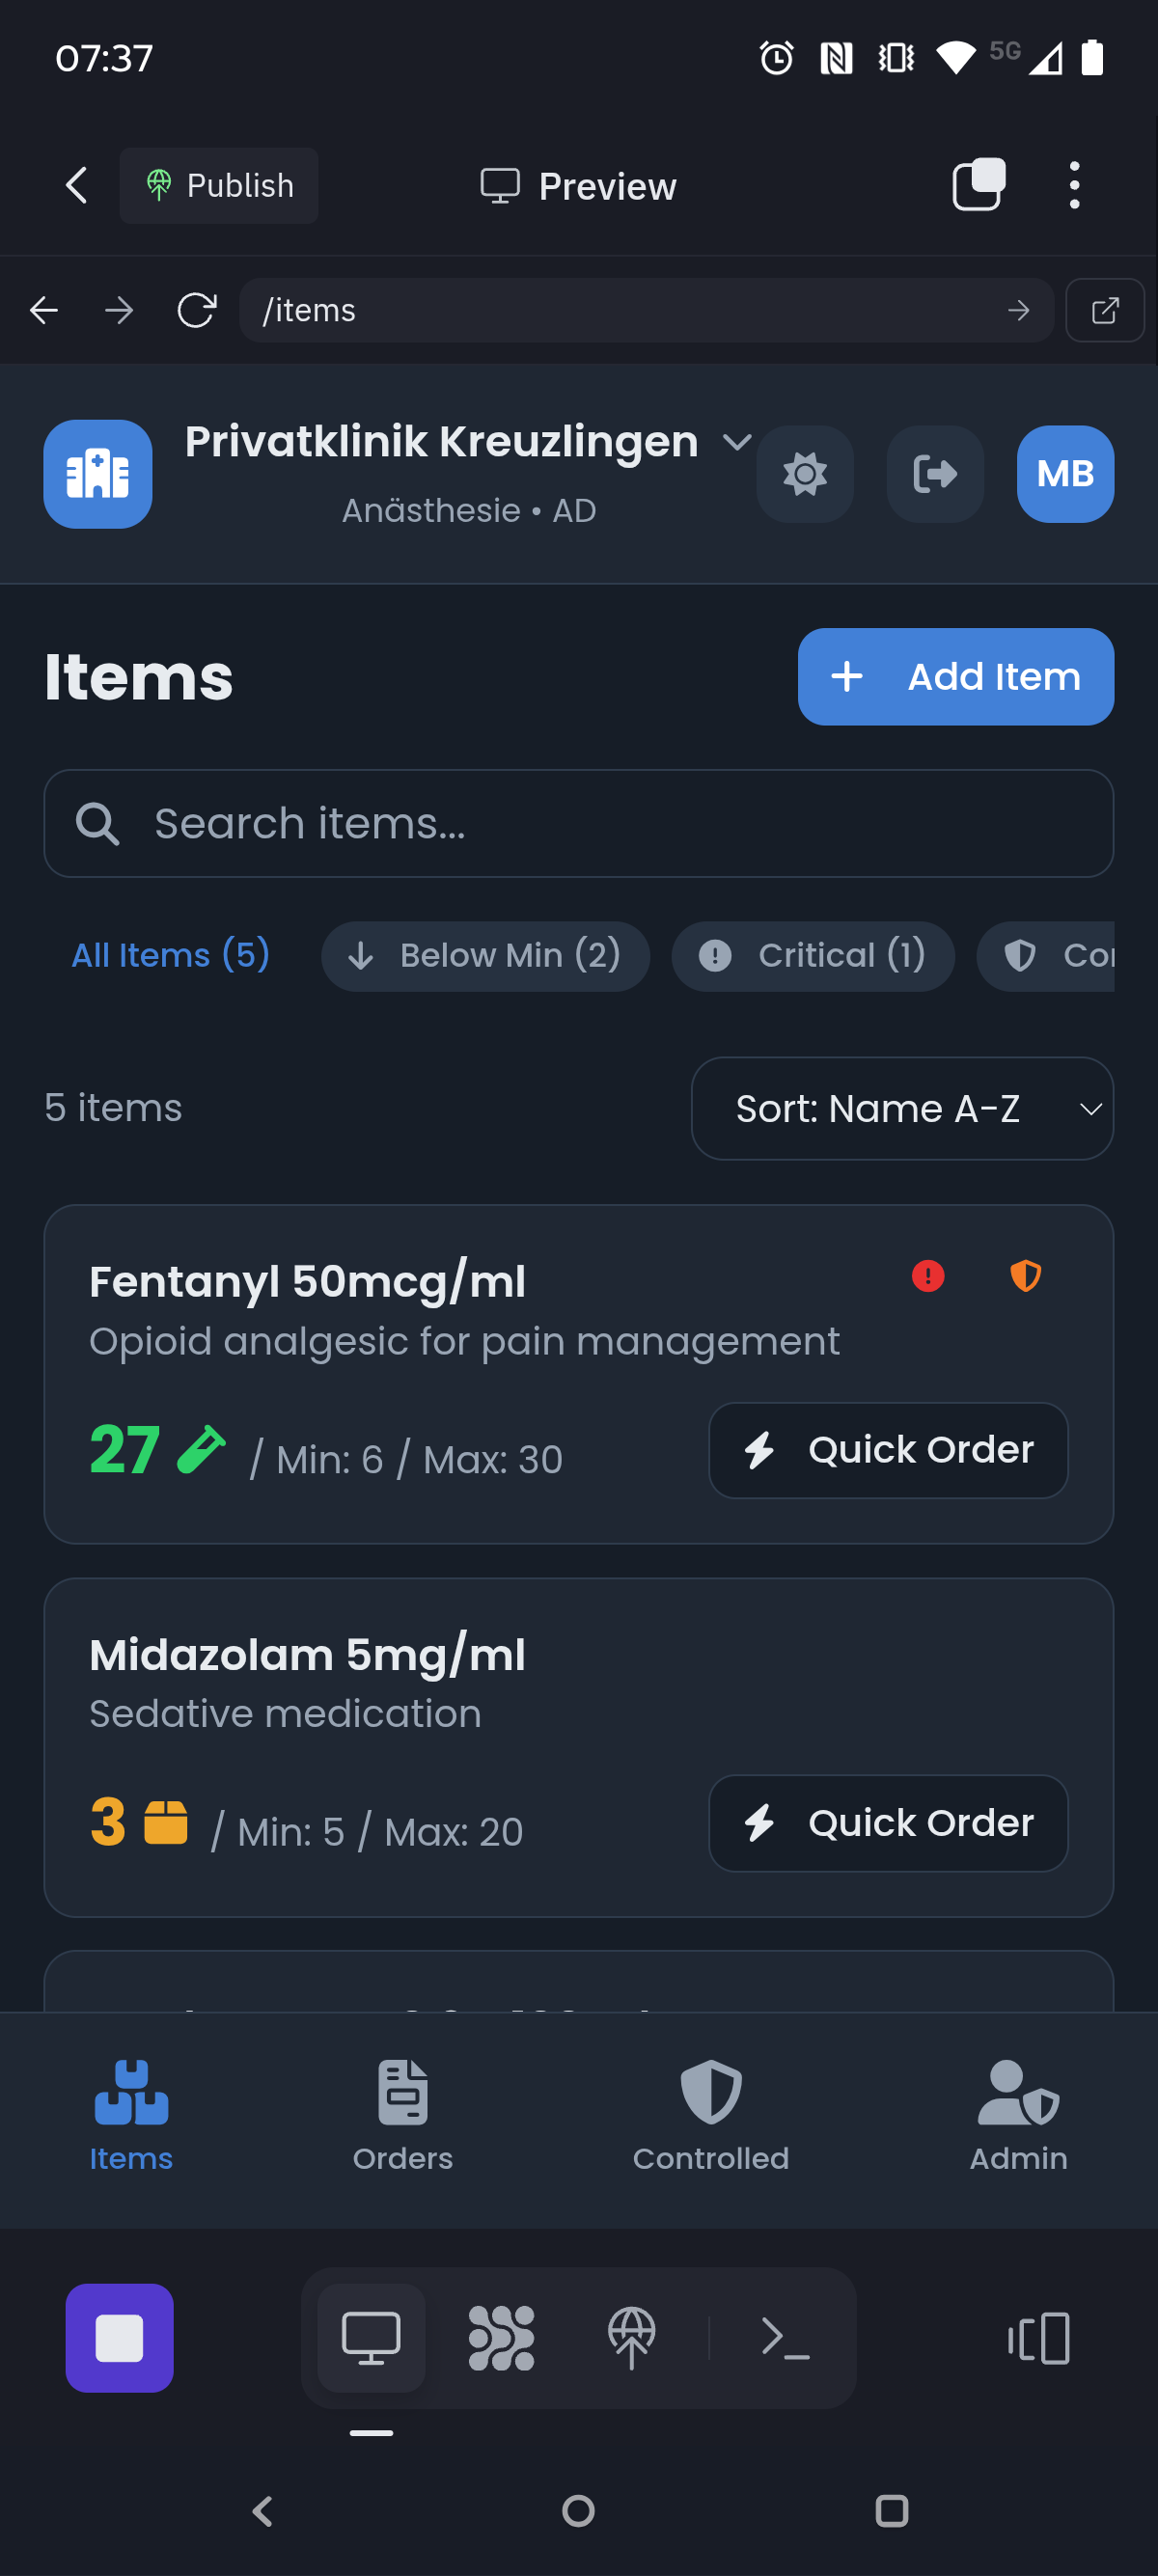 07:37
5G
Publish
Preview
/items
Privatklinik Kreuzlingen
Anästhesie • AD
MB
Items
+ Add Item
Search items...
All Items (5)
Below Min (2)
Critical (1)
5 items
Sort: Name A-Z
Fentanyl 50mcg/ml
Opioid analgesic for pain management
27 / Min: 6 / Max: 30
Quick Order
Midazolam 5mg/ml
Sedative medication
3 / Min: 5 / Max: 20
Quick Order
Items
Orders
Controlled
Admin